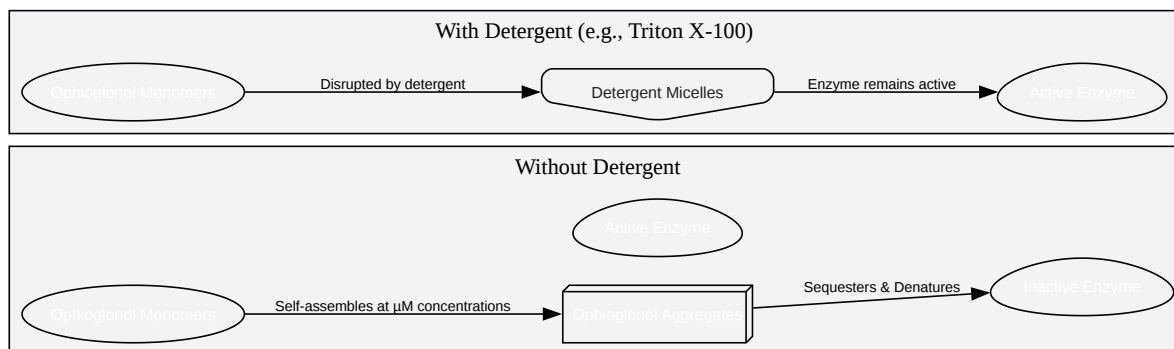 With Detergent (e.g., Triton X-100)
Ophioglonol Monomers
Disrupted by detergent
Detergent Micelles
Enzyme remains active
Active Enzyme
Without Detergent
Active Enzyme
Ophioglonol Monomers
Self-assembles at µM concentrations
Ophioglonol Aggregates
Sequesters & Denatures
Inactive Enzyme